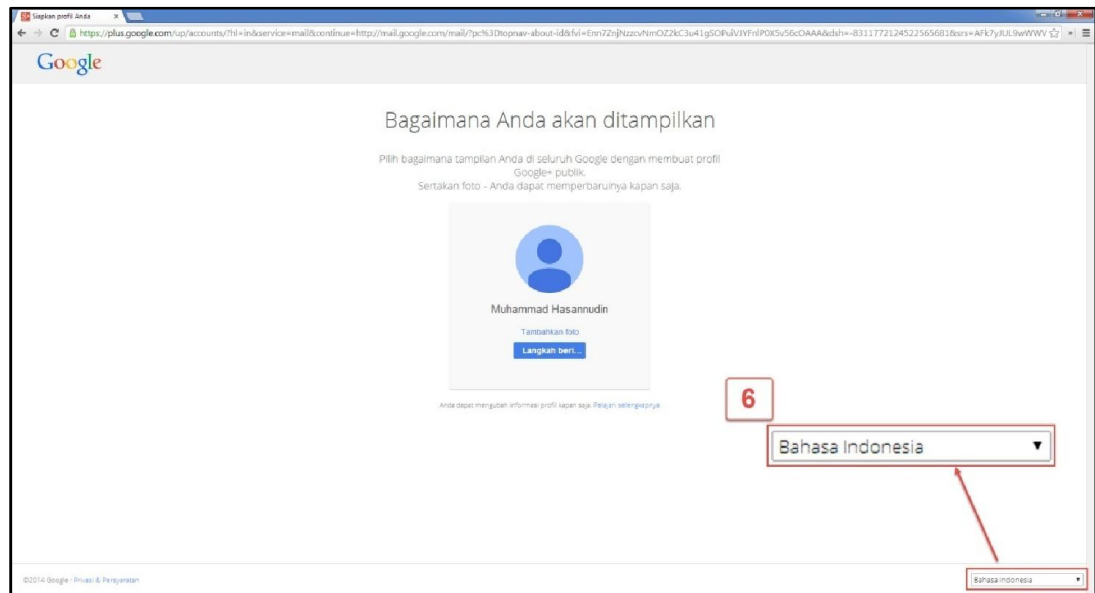 Siapkan profil Anda
Google
Bagaimana Anda akan ditampilkan
Pilih bagaimana tampilan Anda di seluruh Google dengan membuat profil
Google+ publik.
Sertakan foto - Anda dapat memperbaruinya kapan saja.
Muhammad Hasannudin
Tambahkan foto
Langkah beri...
Anda dapat mengubah informasi profil kapan saja. Pelajari selengkapnya
6
Bahasa Indonesia
©2014 Google - Privasi & Persyaratan
Bahasa Indonesia